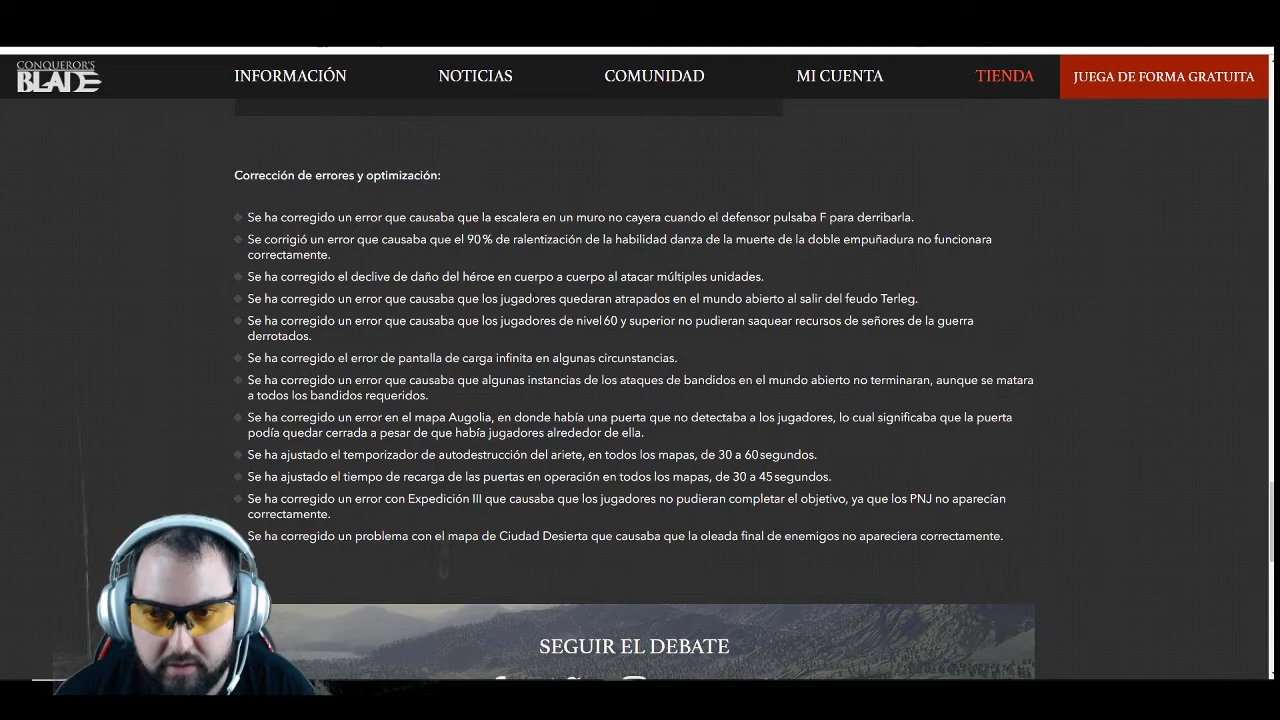 CONQUEROR'S
BLADE
INFORMACIÓN
NOTICIAS
COMUNIDAD
MI CUENTA
TIENDA
JUEGA DE FORMA GRATUITA
Corrección de errores y optimización:
Se ha corregido un error que causaba que la escalera en un muro no cayera cuando el defensor pulsaba F para derribarla.
Se corrigió un error que causaba que el 90 % de ralentización de la habilidad danza de la muerte de la doble empuñadura no funcionara
correctamente.
Se ha corregido el declive de daño del héroe en cuerpo a cuerpo al atacar múltiples unidades.
Se ha corregido un error que causaba que los jugadores quedaran atrapados en el mundo abierto al salir del feudo Terleg.
Se ha corregido un error que causaba que los jugadores de nivel 60 y superior no pudieran saquear recursos de señores de la guerra
derrotados.
Se ha corregido el error de pantalla de carga infinita en algunas circunstancias.
Se ha corregido un error que causaba que algunas instancias de los ataques de bandidos en el mundo abierto no terminaran, aunque se matara
a todos los bandidos requeridos.
Se ha corregido un error en el mapa Augolia, en donde había una puerta que no detectaba a los jugadores, lo cual significaba que la puerta
podía quedar cerrada a pesar de que había jugadores alrededor de ella.
Se ha ajustado el temporizador de autodestrucción del ariete, en todos los mapas, de 30 a 60 segundos.
Se ha ajustado el tiempo de recarga de las puertas en operación en todos los mapas, de 30 a 45 segundos.
Se ha corregido un error con Expedición III que causaba que los jugadores no pudieran completar el objetivo, ya que los PNJ no aparecían
correctamente.
Se ha corregido un problema con el mapa de Ciudad Desierta que causaba que la oleada final de enemigos no apareciera correctamente.
SEGUIR EL DEBATE